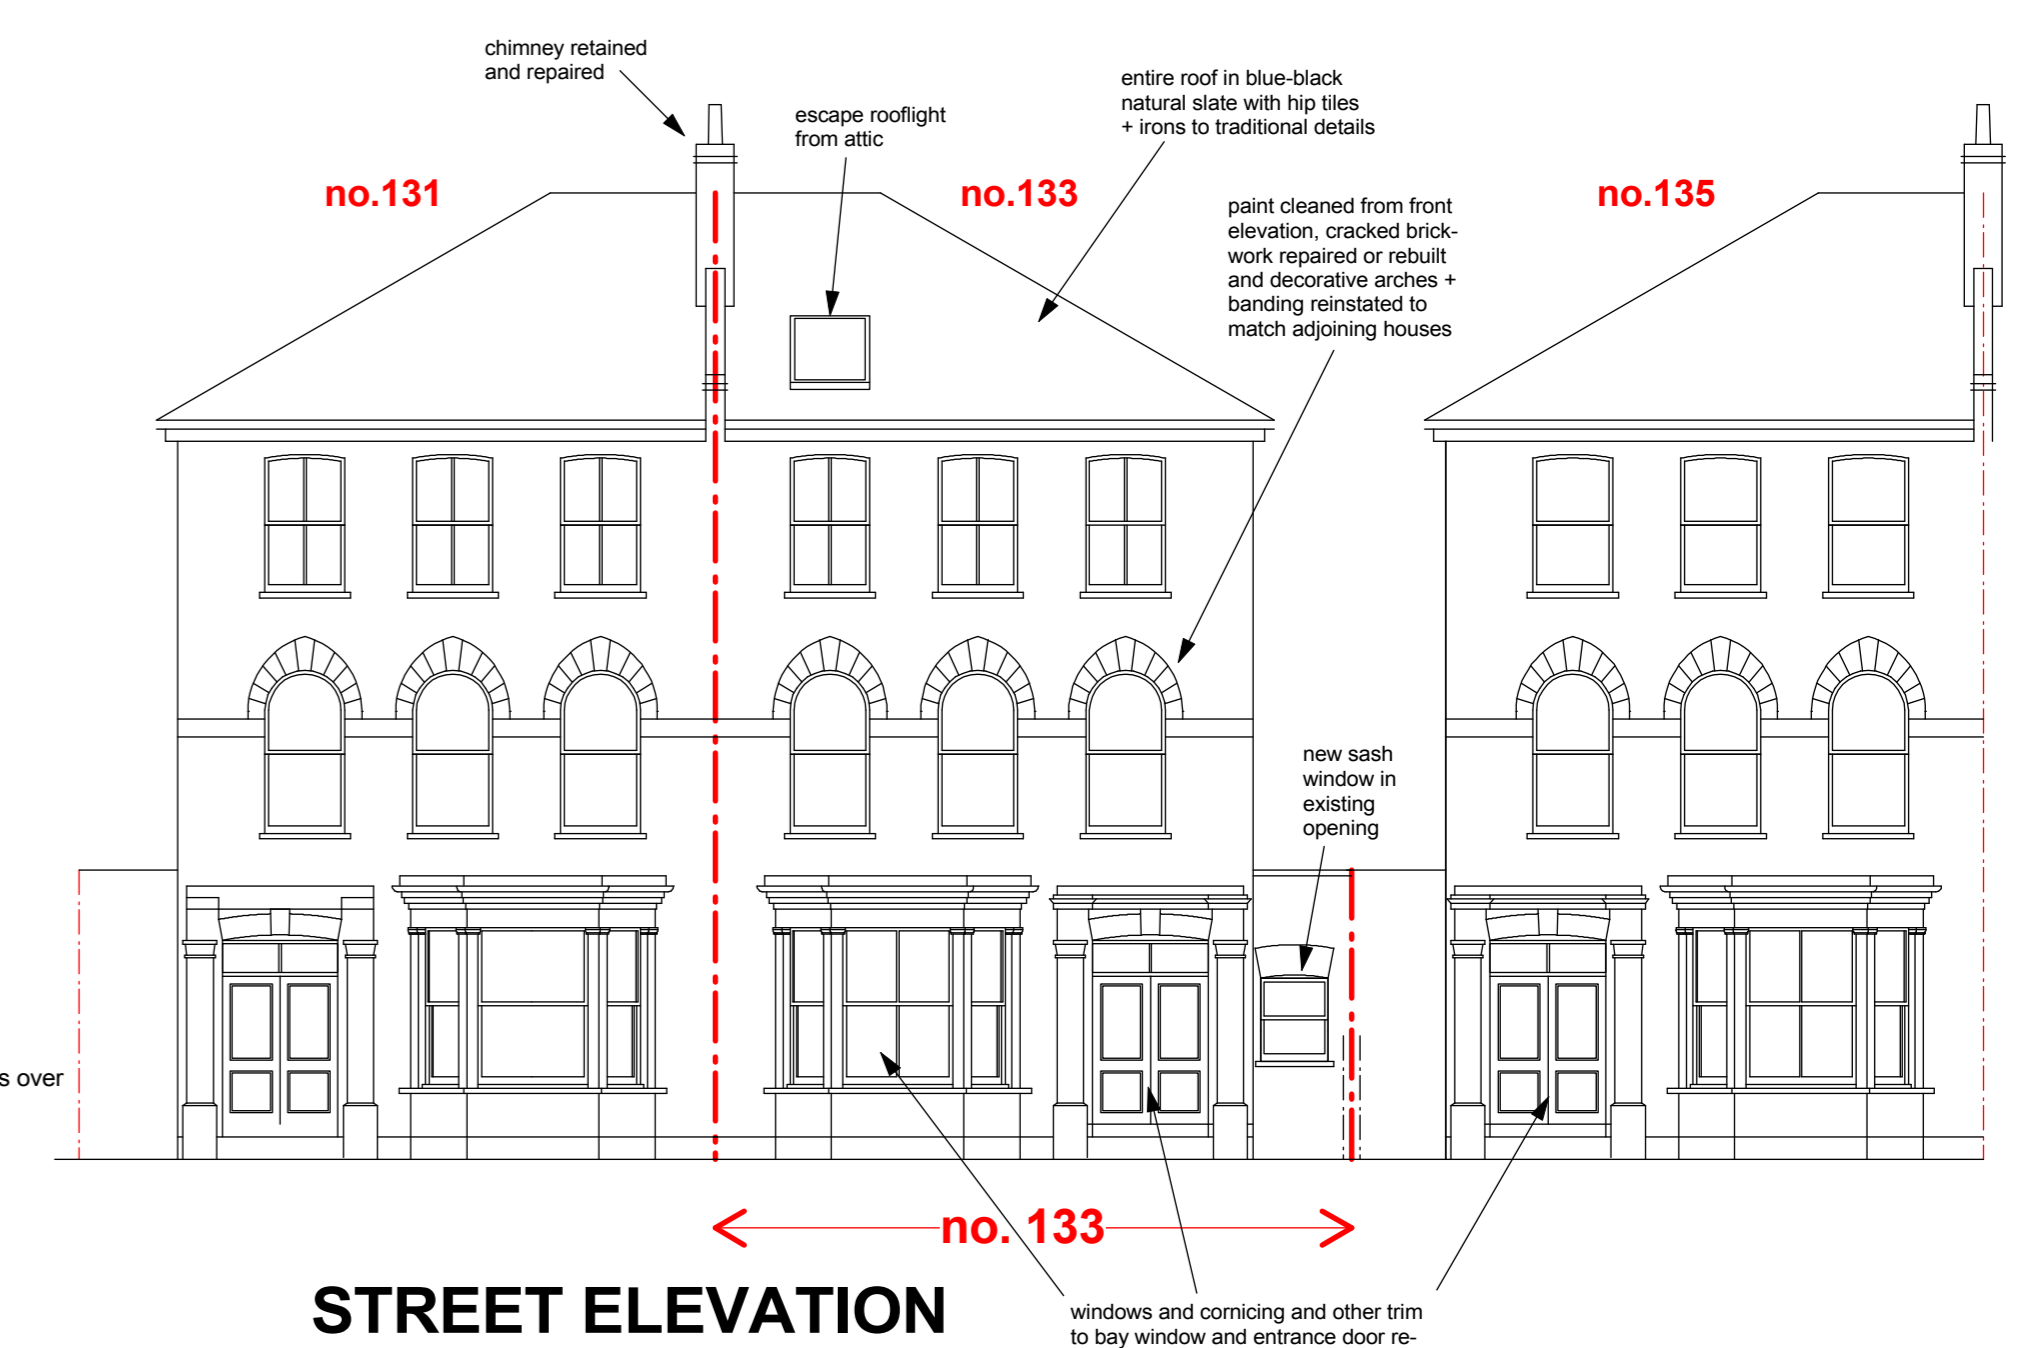 chimney retained
and repaired
escape rooflight
from attic
entire roof in blue-black
natural slate with hip tiles
+ irons to traditional details
no.131
no.133
no.135
paint cleaned from front
elevation, cracked brick-
work repaired or rebuilt
and decorative arches +
banding reinstated to
match adjoining houses
new sash
window in
existing
opening
s over
no. 133
STREET ELEVATION
windows and cornicing and other trim
to bay window and entrance door re-